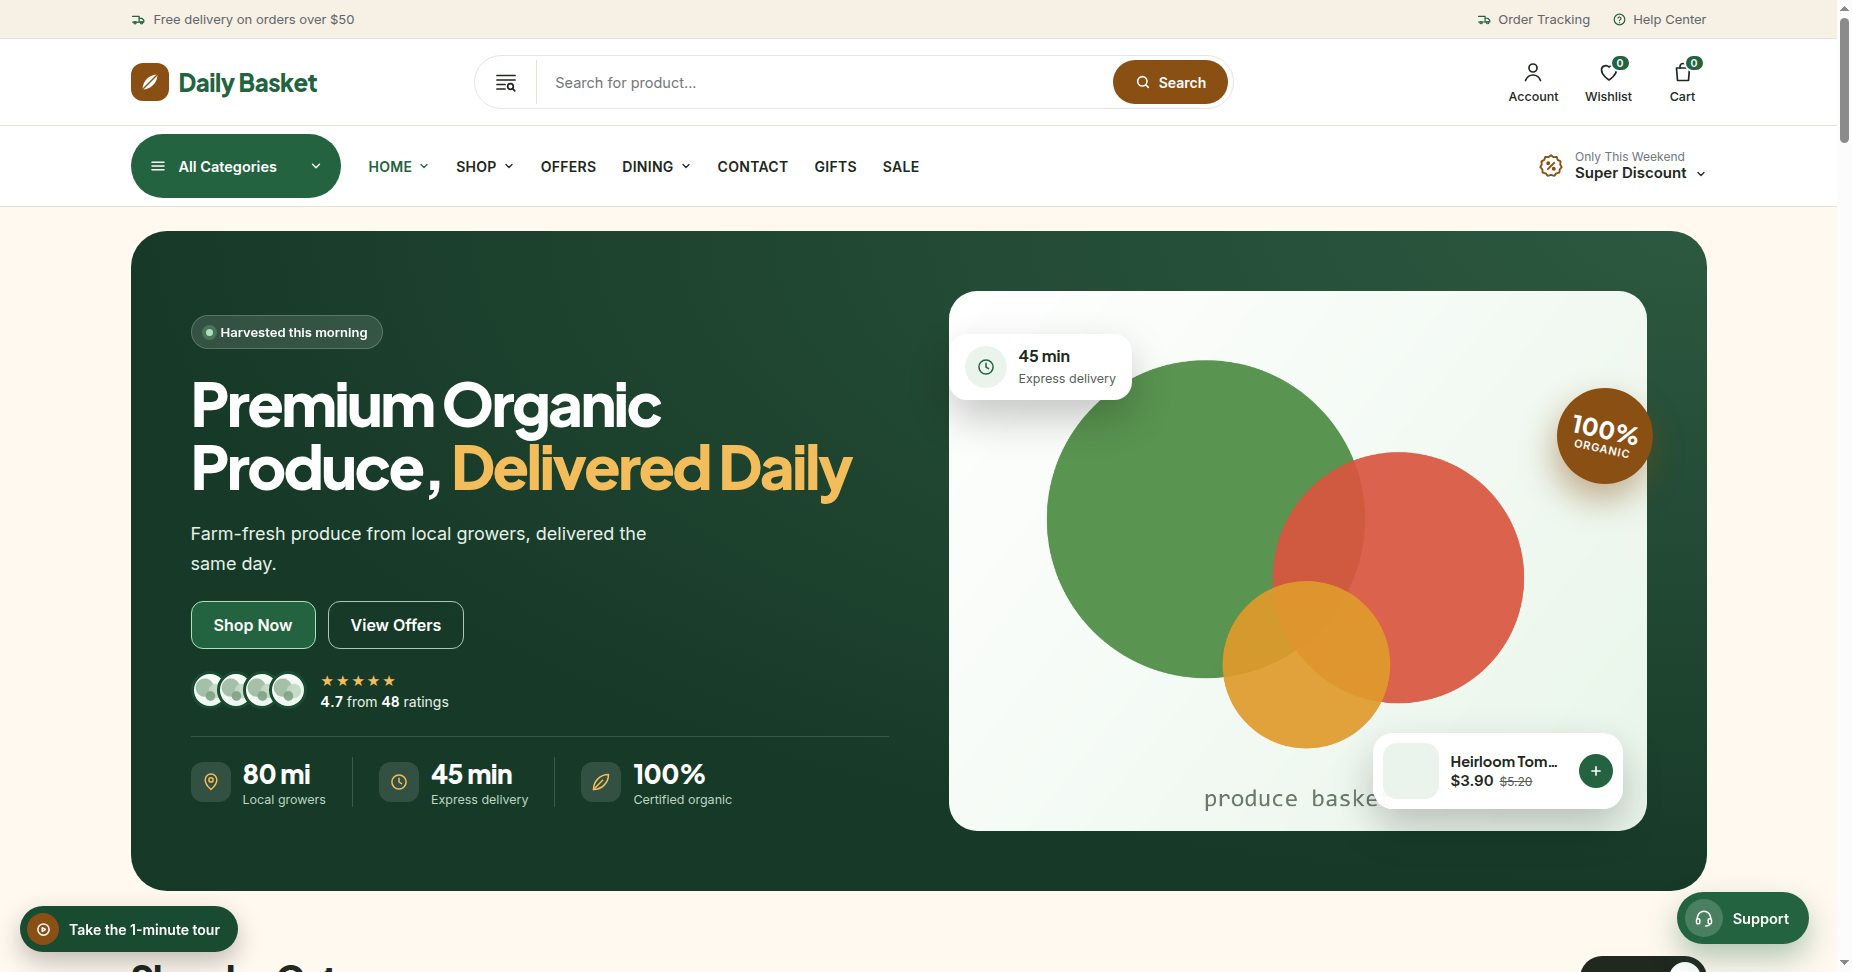 Free delivery on orders over $50
Order Tracking
Help Center
Daily Basket
Search for product...
Search
Account
0
Wishlist
0
Cart
All Categories
HOME
SHOP
OFFERS
DINING
CONTACT
GIFTS
SALE
Only This Weekend
Super Discount
Harvested this morning
Premium Organic
Produce, Delivered Daily
Farm-fresh produce from local growers, delivered the
same day.
Shop Now
View Offers
★★★★★
4.7 from 48 ratings
80 mi
Local growers
45 min
Express delivery
100%
Certified organic
45 min
Express delivery
100%
ORGANIC
produce baske
Heirloom Tom...
$3.90 $5.20
Take the 1-minute tour
Support